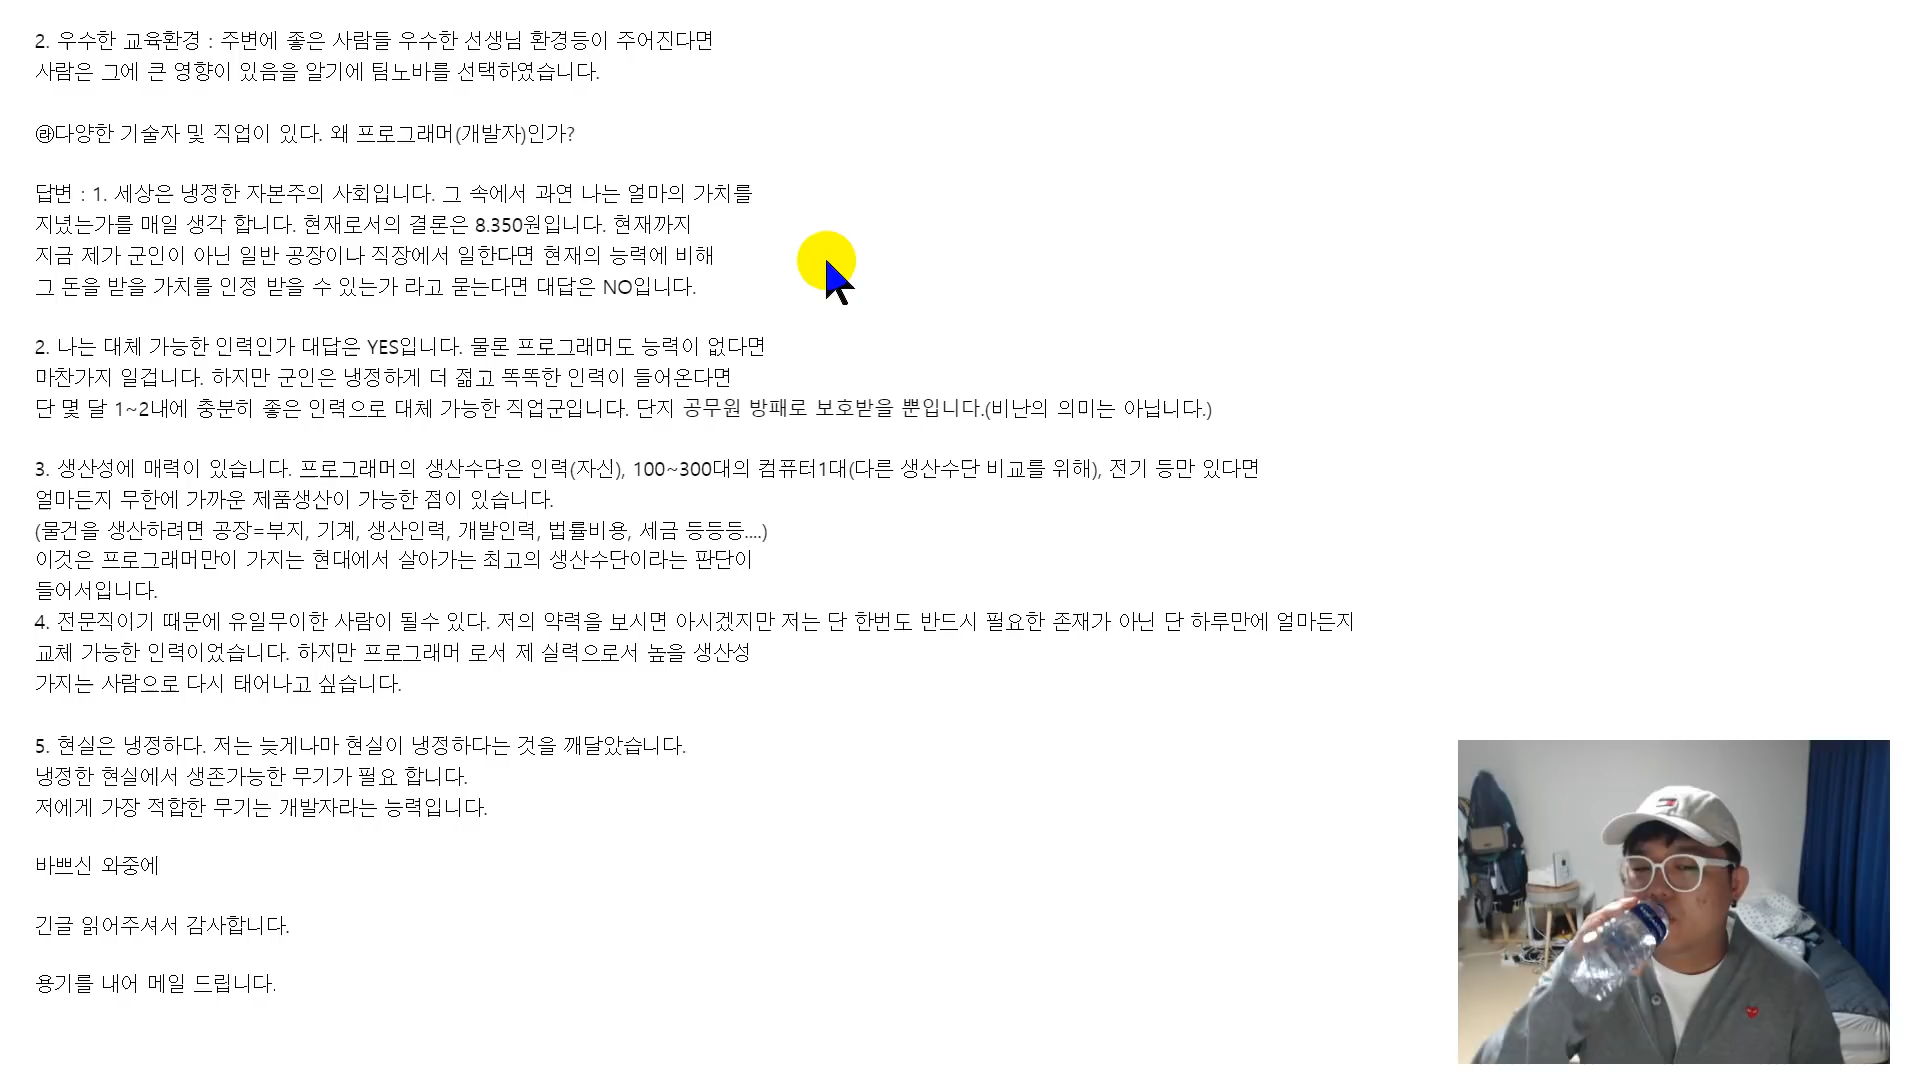 2. 우수한 교육환경 : 주변에 좋은 사람들 우수한 선생님 환경등이 주어진다면
사람은 그에 큰 영향이 있음을 알기에 팀노바를 선택하였습니다.
㉣다양한 기술자 및 직업이 있다. 왜 프로그래머(개발자)인가?
답변 : 1. 세상은 냉정한 자본주의 사회입니다. 그 속에서 과연 나는 얼마의 가치를
지녔는가를 매일 생각 합니다. 현재로서의 결론은 8.350원입니다. 현재까지
지금 제가 군인이 아닌 일반 공장이나 직장에서 일한다면 현재의 능력에 비해
그 돈을 받을 가치를 인정 받을 수 있는가 라고 묻는다면 대답은 NO입니다.
2. 나는 대체 가능한 인력인가 대답은 YES입니다. 물론 프로그래머도 능력이 없다면
마찬가지 일겁니다. 하지만 군인은 냉정하게 더 젊고 똑똑한 인력이 들어온다면
단 몇 달 1~2내에 충분히 좋은 인력으로 대체 가능한 직업군입니다. 단지 공무원 방패로 보호받을 뿐입니다.(비난의 의미는 아닙니다.)
3. 생산성에 매력이 있습니다. 프로그래머의 생산수단은 인력(자신), 100~300대의 컴퓨터1대(다른 생산수단 비교를 위해), 전기 등만 있다면
얼마든지 무한에 가까운 제품생산이 가능한 점이 있습니다.
(물건을 생산하려면 공장=부지, 기계, 생산인력, 개발인력, 법률비용, 세금 등등등....)
이것은 프로그래머만이 가지는 현대에서 살아가는 최고의 생산수단이라는 판단이
들어서입니다.
4. 전문직이기 때문에 유일무이한 사람이 될수 있다. 저의 약력을 보시면 아시겠지만 저는 단 한번도 반드시 필요한 존재가 아닌 단 하루만에 얼마든지
교체 가능한 인력이었습니다. 하지만 프로그래머 로서 제 실력으로서 높을 생산성
가지는 사람으로 다시 태어나고 싶습니다.
5. 현실은 냉정하다. 저는 늦게나마 현실이 냉정하다는 것을 깨달았습니다.
냉정한 현실에서 생존가능한 무기가 필요 합니다.
저에게 가장 적합한 무기는 개발자라는 능력입니다.
바쁘신 와중에
긴글 읽어주셔서 감사합니다.
용기를 내어 메일 드립니다.